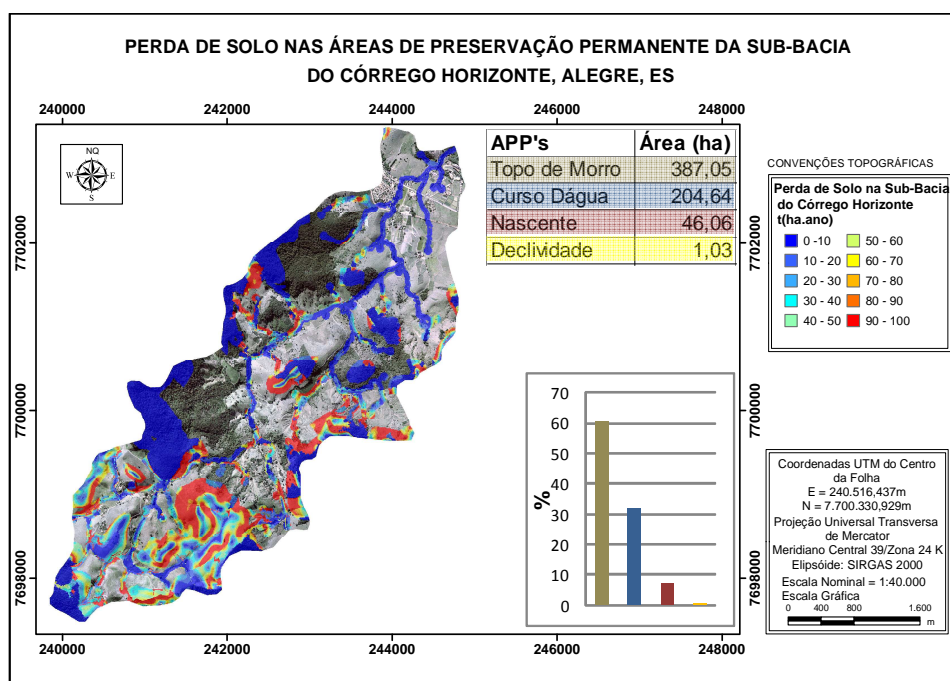 PERDA DE SOLO NAS ÁREAS DE PRESERVAÇÃO PERMANENTE DA SUB-BACIA
DO CÓRREGO HORIZONTE, ALEGRE, ES
240000 242000 244000 246000 248000
NQ
W E
S
APP's Área (ha)
Topo de Morro 387,05
Curso Dágua 204,64
Nascente 46,06
Declividade 1,03
7702000
7700000
7698000
7702000
7700000
7698000
CONVENÇÕES TOPOGRÁFICAS
Perda de Solo na Sub-Bacia
do Córrego Horizonte
t(ha.ano)
0 -10 50 - 60
10 - 20 60 - 70
20 - 30 70 - 80
30 - 40 80 - 90
40 - 50 90 - 100
%
70
60
50
40
30
20
10
0
Coordenadas UTM do Centro
da Folha
E = 240.516,437m
N = 7.700.330,929m
Projeção Universal Transversa
de Mercator
Meridiano Central 39/Zona 24 K
Elipsóide: SIRGAS 2000
Escala Nominal = 1:40.000
Escala Gráfica
0 400 800 1.600
m
240000 242000 244000 246000 248000